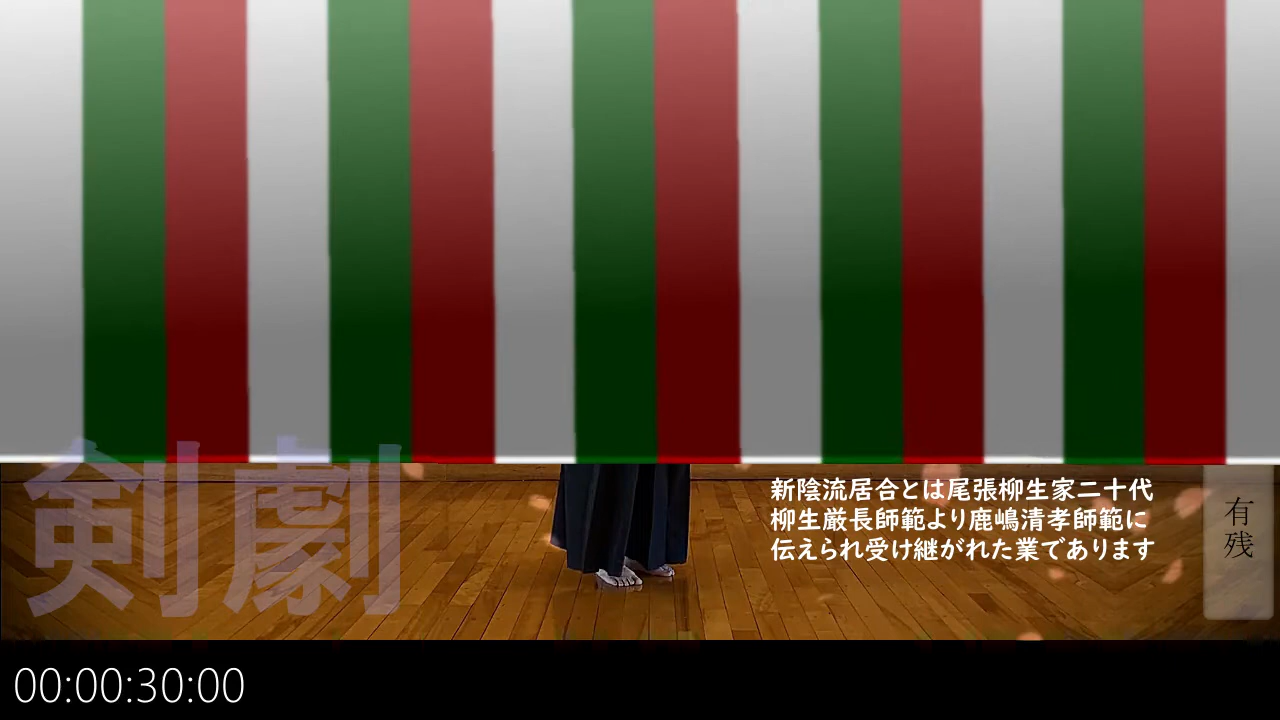 剣劇
新陰流居合とは尾張柳生家二十代
柳生厳長師範より鹿嶋清孝師範に
伝えられ受け継がれた業であります
有残
00:00:30:00